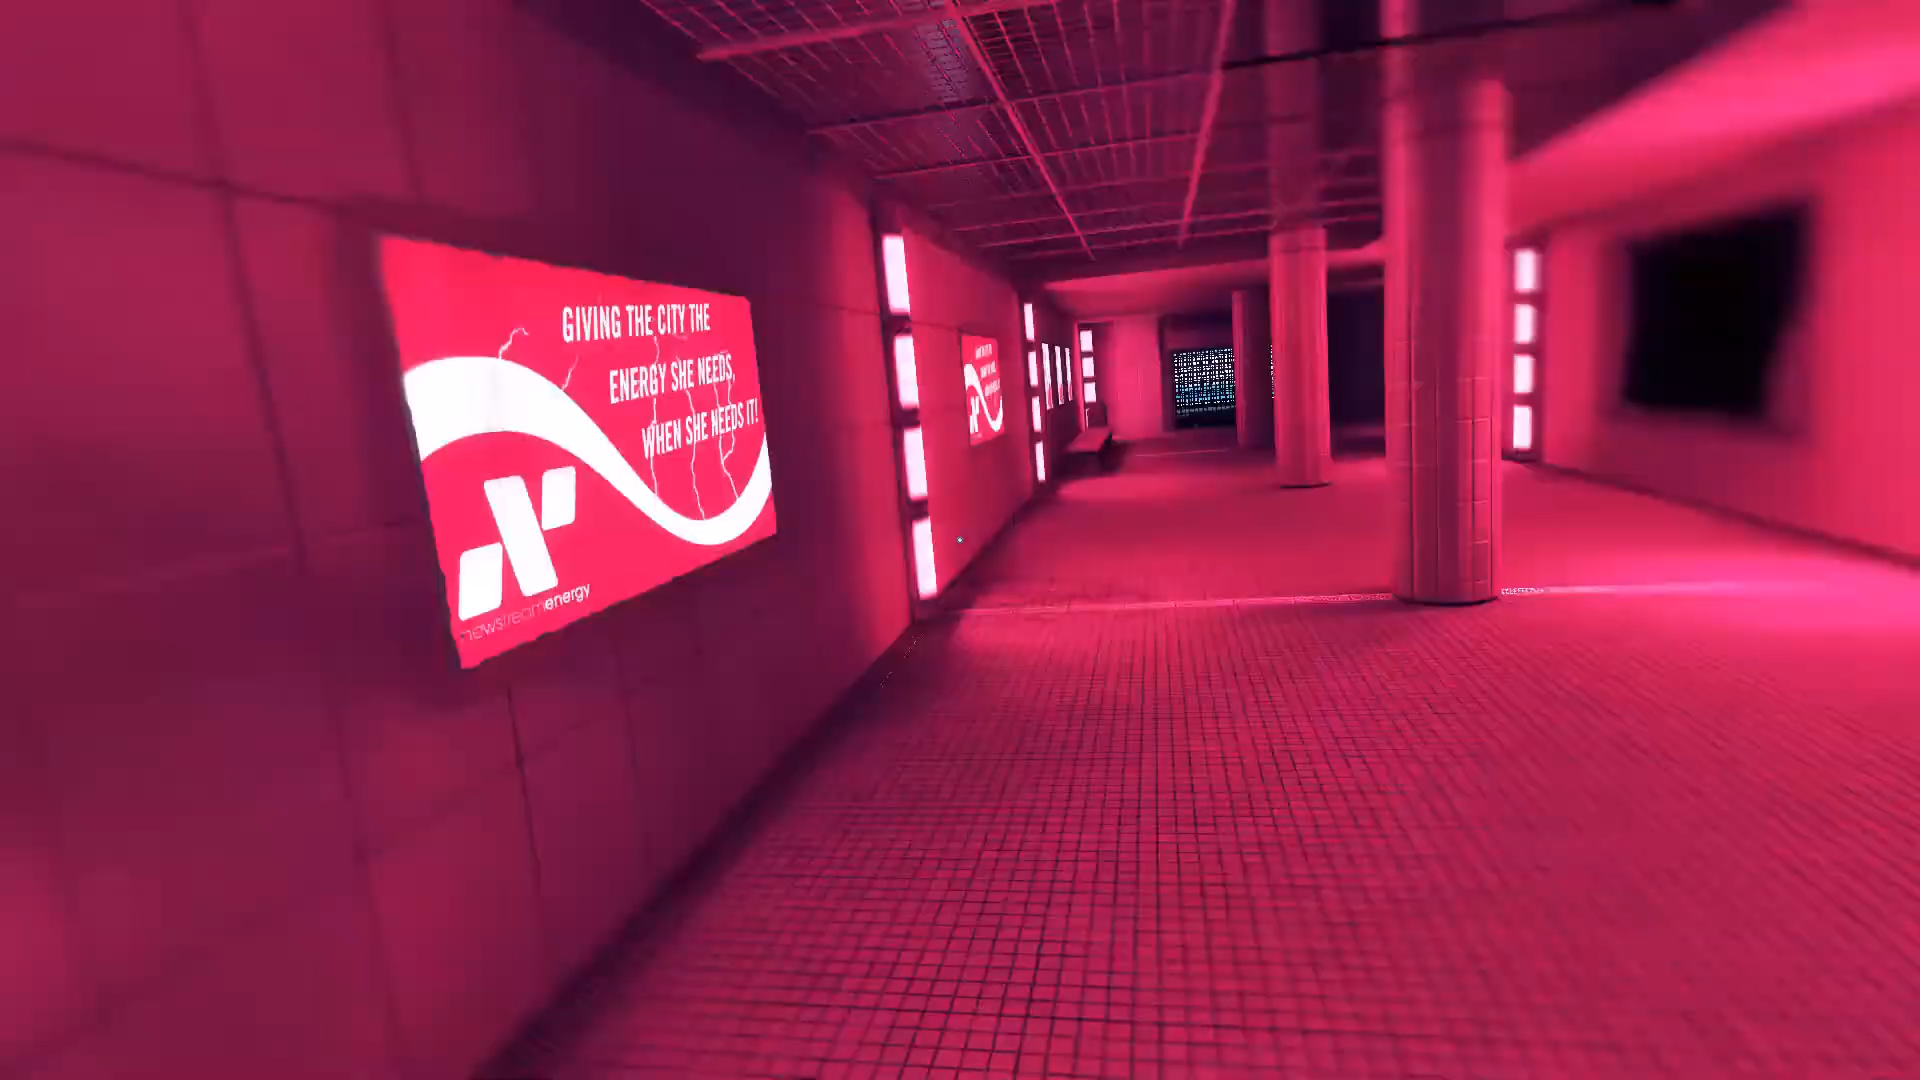 GIVING THE CITY THE
ENERGY SHE NEEDS,
WHEN SHE NEEDS IT!
newstreamenergy